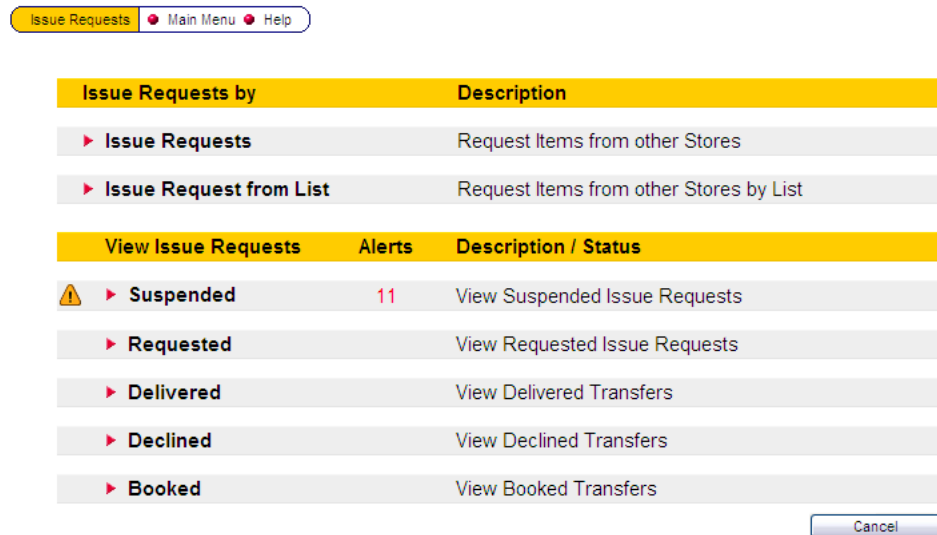 Issue Requests Main Menu Help
Issue Requests by Description
Issue Requests Request Items from other Stores
Issue Request from List Request Items from other Stores by List
View Issue Requests Alerts Description / Status
Suspended 11 View Suspended Issue Requests
Requested View Requested Issue Requests
Delivered View Delivered Transfers
Declined View Declined Transfers
Booked View Booked Transfers
Cancel